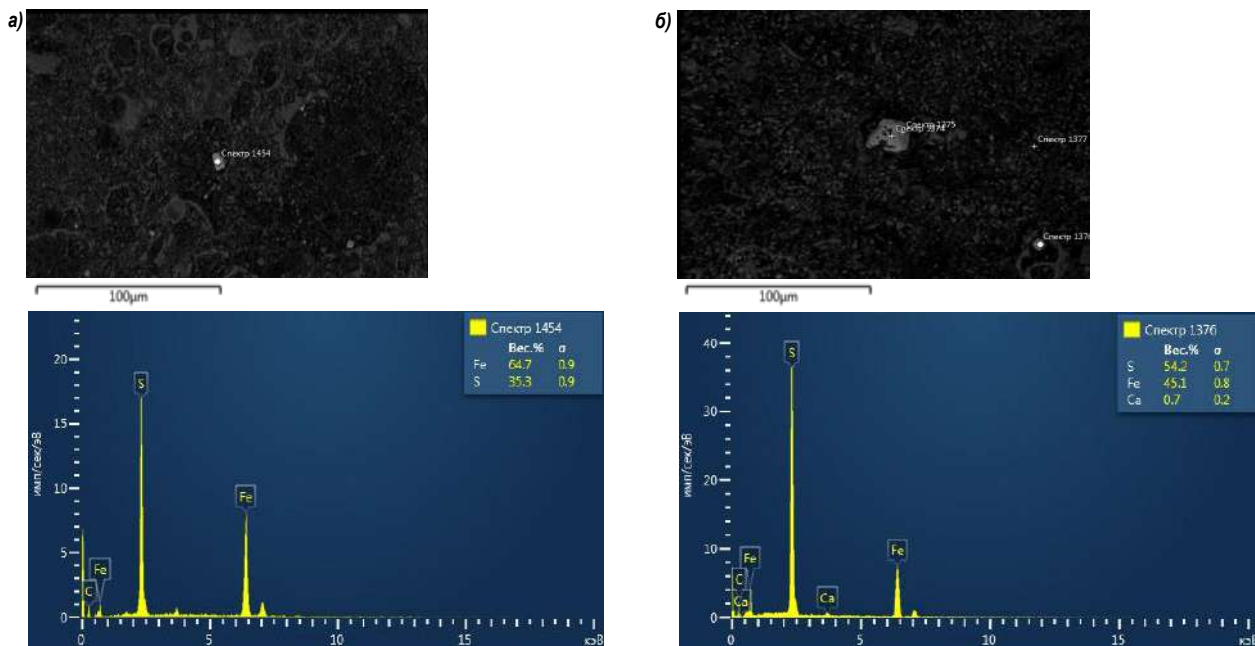 а)
Спектр 1454
100μm
Спектр 1454
Вес.% σ
Fe 64.7 0.9
S 35.3 0.9
имп/сек/эВ
20
15
10
5
0
S
Fe
Fe
C
0 5 10 15 кэВ
б)
Спектр 1375
Спектр 1377
Спектр 1376
100μm
Спектр 1376
Вес.% σ
S 54.2 0.7
Fe 45.1 0.8
Ca 0.7 0.2
имп/сек/эВ
40
30
20
10
0
S
Fe
Fe
C
Ca
Ca
0 5 10 15 кэВ